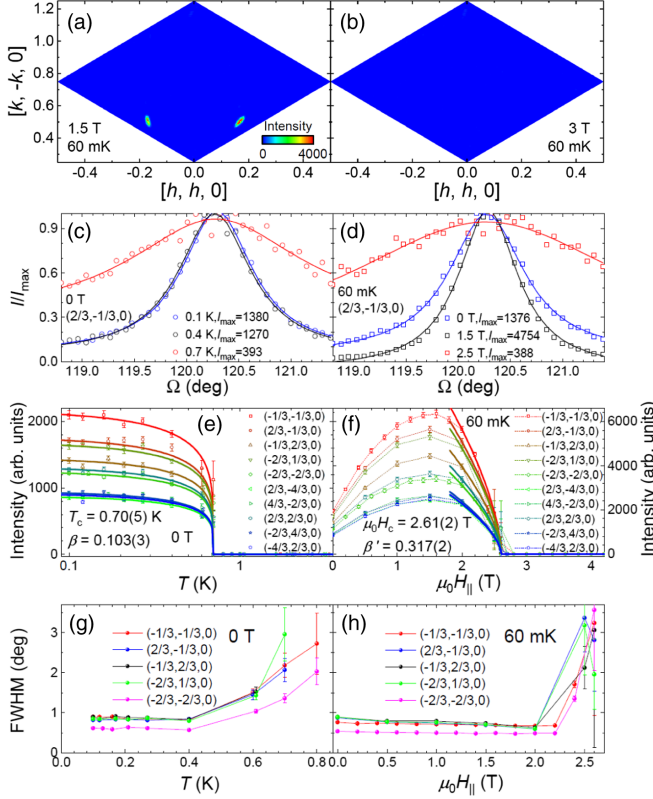 (a)
(b)
[k, -k, 0]
1.2
1.0
0.8
0.6
0.4
1.5 T
60 mK
Intensity
0 4000
3 T
60 mK
-0.4 -0.2 0.0 0.2 0.4
-0.4 -0.2 0.0 0.2 0.4
[h, h, 0]
[h, h, 0]
(c)
(d)
I/Imax
0.9
0.6
0.3
0.0
0 T
(2/3,-1/3,0)
0.1 K,Imax=1380
0.4 K,Imax=1270
0.7 K,Imax=393
60 mK
(2/3,-1/3,0)
0 T,Imax=1376
1.5 T,Imax=4754
2.5 T,Imax=388
119.0 119.5 120.0 120.5 121.0
119.0 119.5 120.0 120.5 121.0
Ω (deg)
Ω (deg)
(e)
Intensity (arb. units)
2000
1000
0
Tc = 0.70(5) K
β = 0.103(3)
0 T
(-1/3,-1/3,0)
(2/3,-1/3,0)
(-1/3,2/3,0)
(-2/3,1/3,0)
(-2/3,-2/3,0)
(2/3,-4/3,0)
(4/3,-2/3,0)
(2/3,2/3,0)
(-2/3,4/3,0)
(-4/3,2/3,0)
0.1 1
T (K)
(f)
60 mK
μ0Hc = 2.61(2) T
β' = 0.317(2)
(-1/3,-1/3,0)
(2/3,-1/3,0)
(-1/3,2/3,0)
(-2/3,1/3,0)
(-2/3,-2/3,0)
(2/3,-4/3,0)
(4/3,-2/3,0)
(2/3,2/3,0)
(-2/3,4/3,0)
(-4/3,2/3,0)
6000
4000
2000
0
Intensity (arb. units)
0 1 2 3 4
μ0H|| (T)
(g)
0 T
FWHM (deg)
4
3
2
1
0
(-1/3,-1/3,0)
(2/3,-1/3,0)
(-1/3,2/3,0)
(-2/3,1/3,0)
(-2/3,-2/3,0)
0.0 0.2 0.4 0.6 0.8
T (K)
(h)
60 mK
(-1/3,-1/3,0)
(2/3,-1/3,0)
(-1/3,2/3,0)
(-2/3,1/3,0)
(-2/3,-2/3,0)
0.0 0.5 1.0 1.5 2.0 2.5
μ0H|| (T)